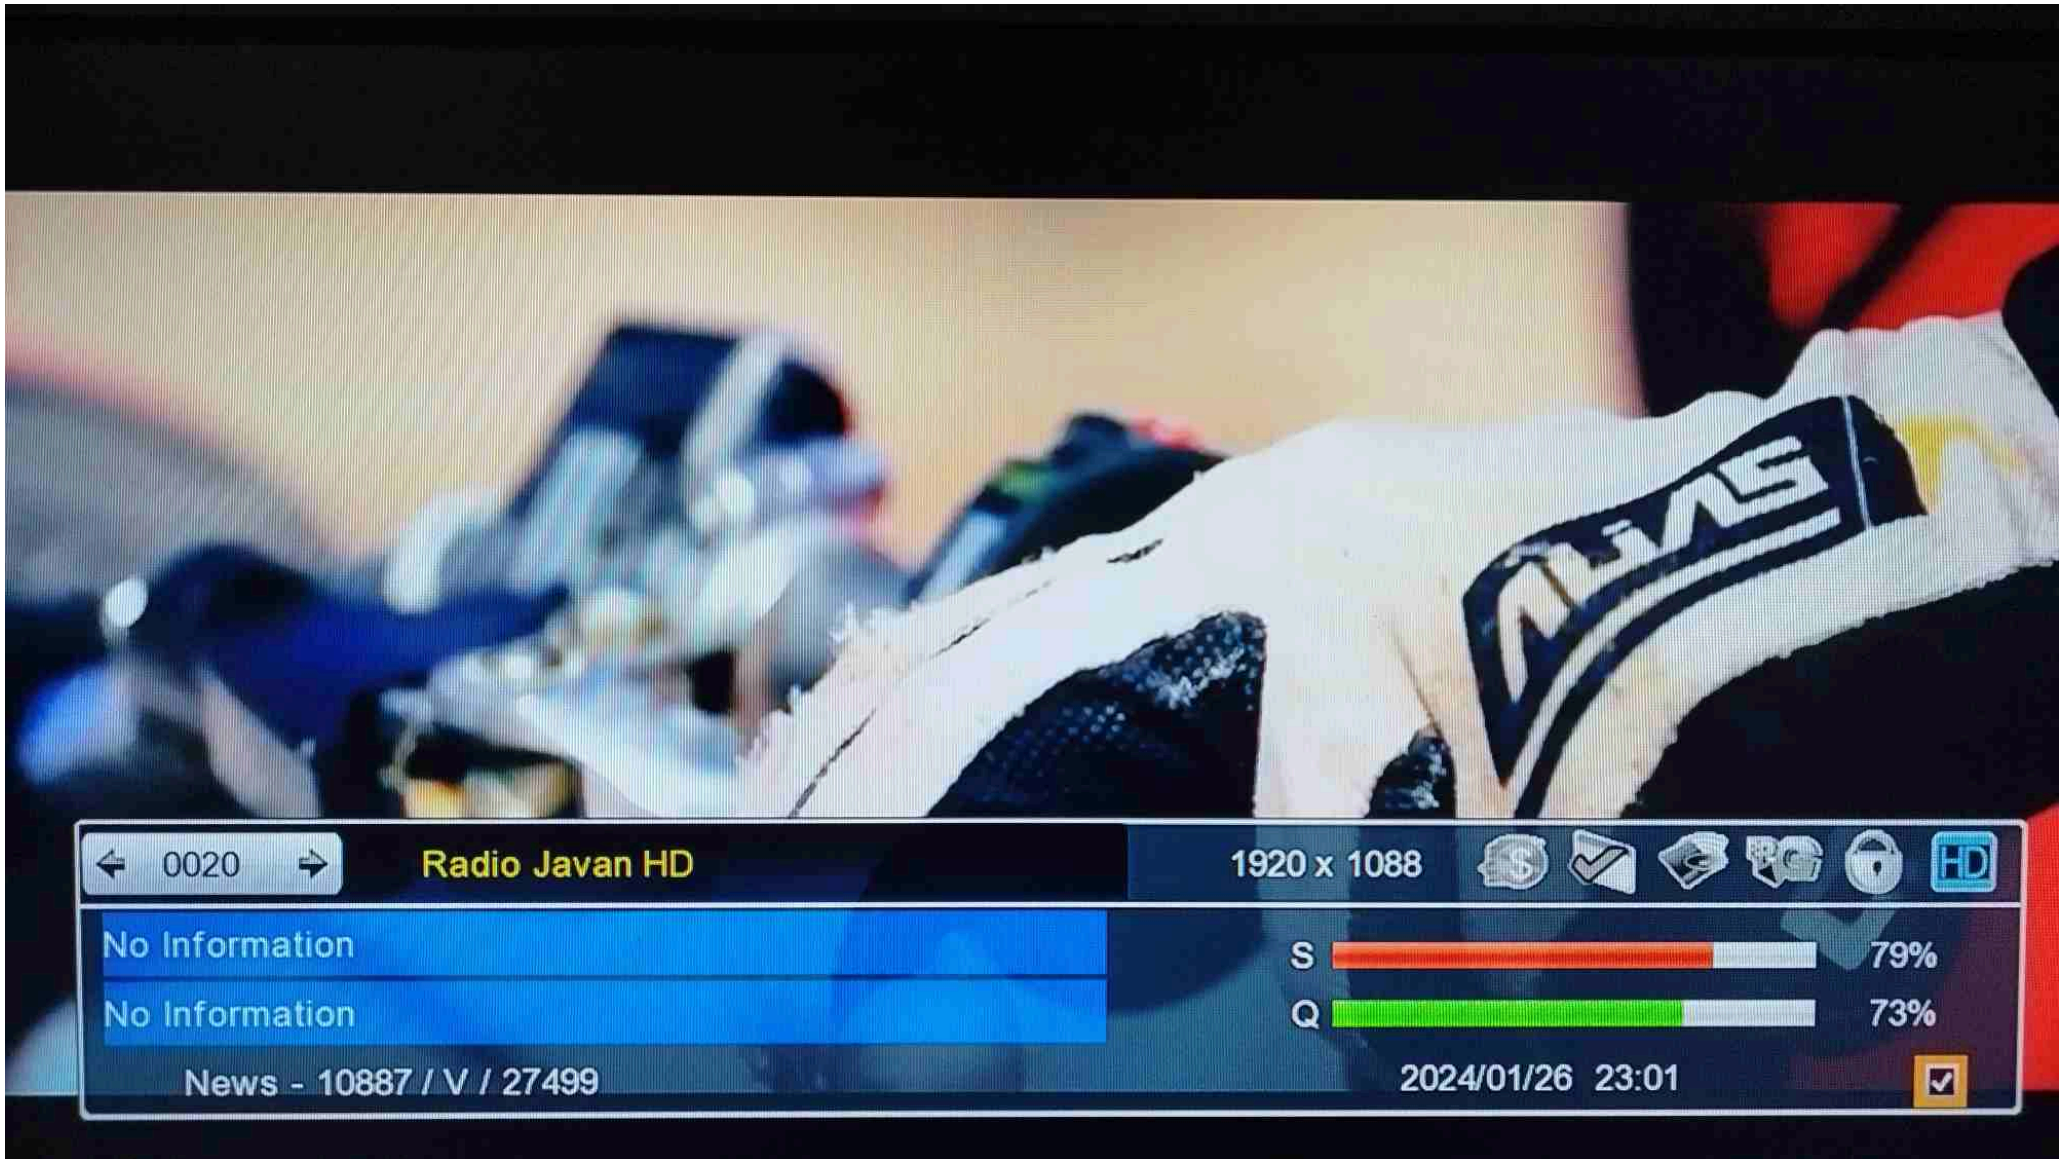 ALIAS
0020
Radio Javan HD
1920 x 1088
HD
No Information
No Information
S
79%
Q
73%
News - 10887 / V / 27499
2024/01/26 23:01